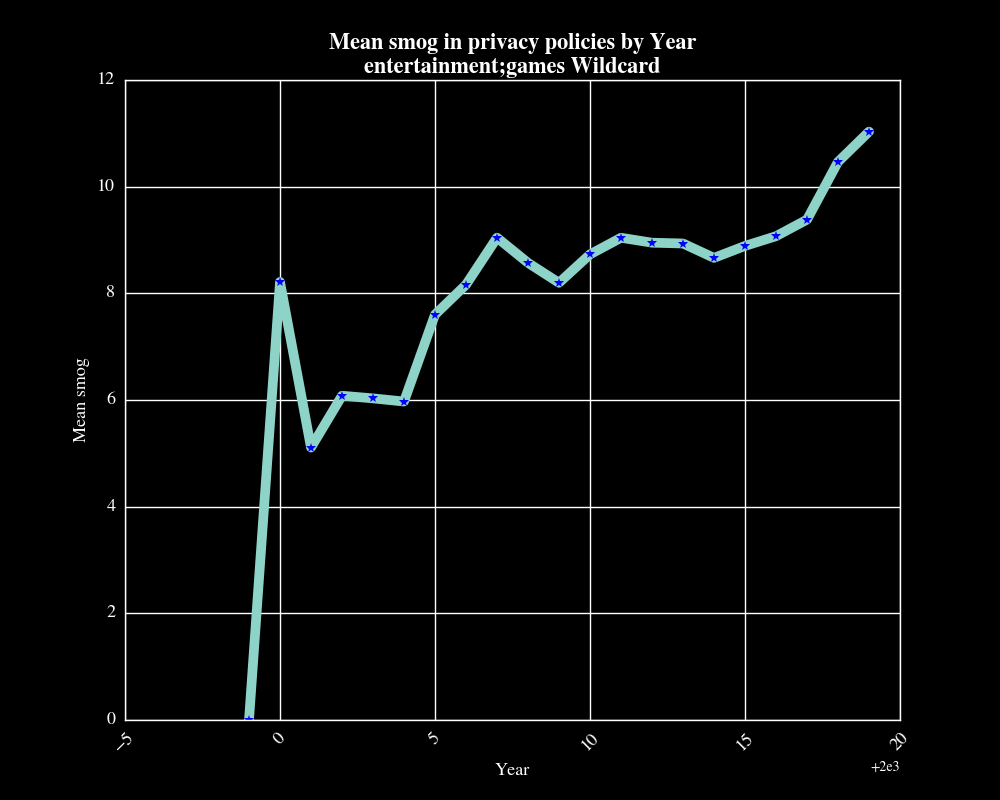 Mean smog in privacy policies by Year
entertainment;games Wildcard
12
10
8
6
4
2
0
Mean smog
−5
0
5
10
15
20
Year
+2e3